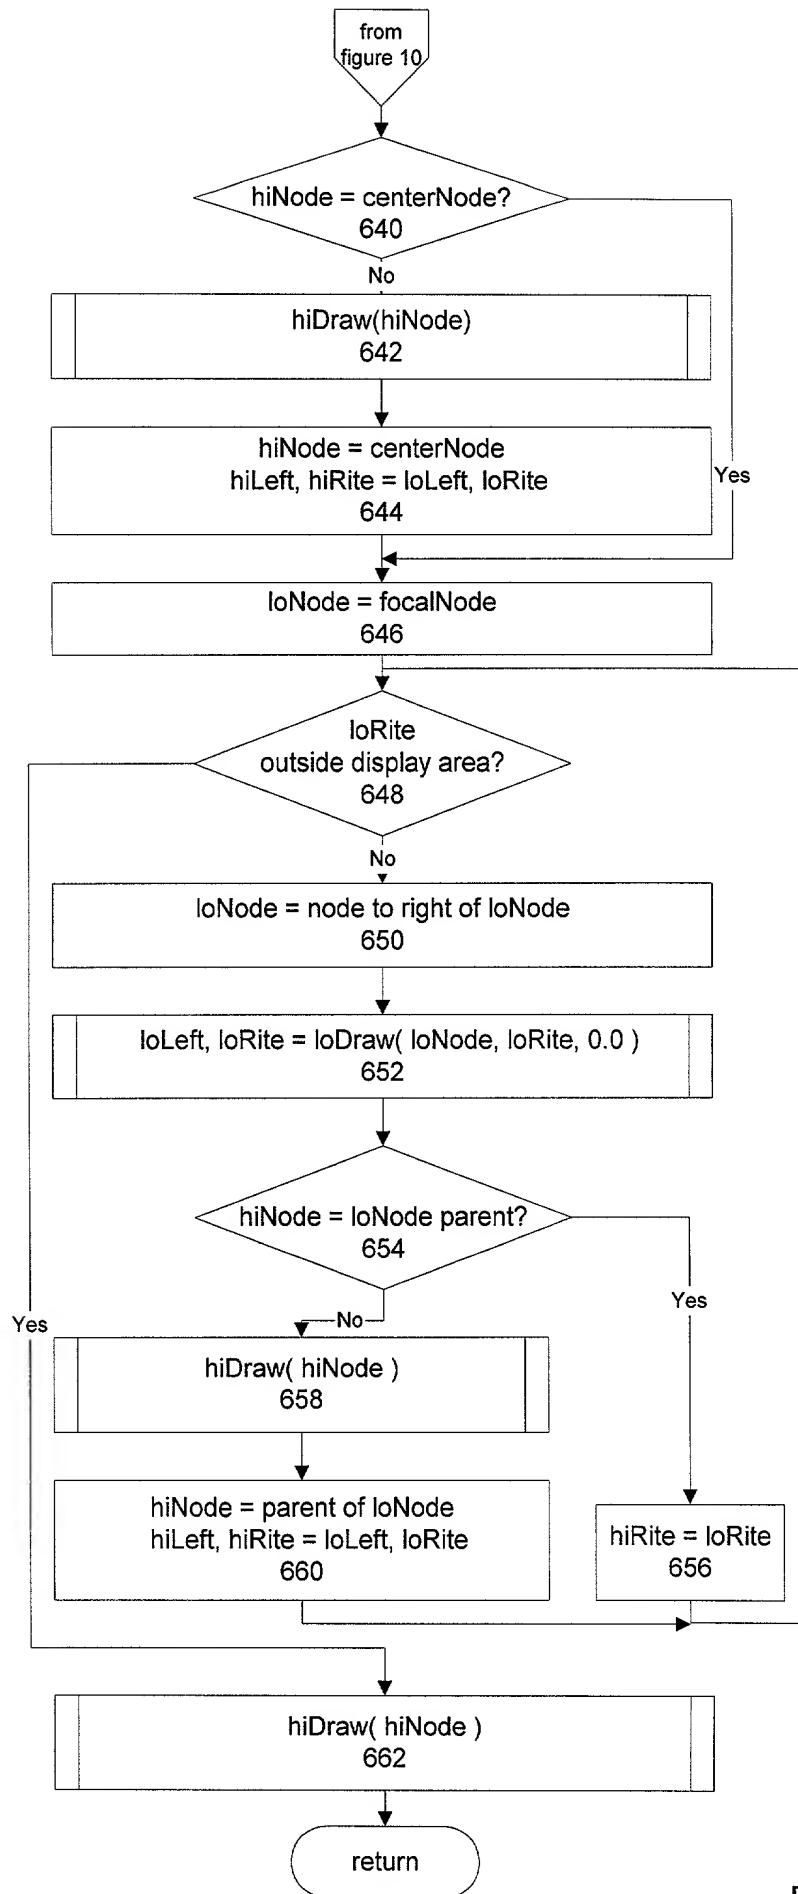 from
figure 10
hiNode = centerNode?
640
No
hiDraw(hiNode)
642
hiNode = centerNode
hiLeft, hiRite = loLeft, loRite
644
Yes
loNode = focalNode
646
loRite
outside display area?
648
No
loNode = node to right of loNode
650
loLeft, loRite = loDraw( loNode, loRite, 0.0 )
652
hiNode = loNode parent?
654
Yes
Yes
No
hiDraw( hiNode )
658
hiNode = parent of loNode
hiLeft, hiRite = loLeft, loRite
660
hiRite = loRite
656
hiDraw( hiNode )
662
return